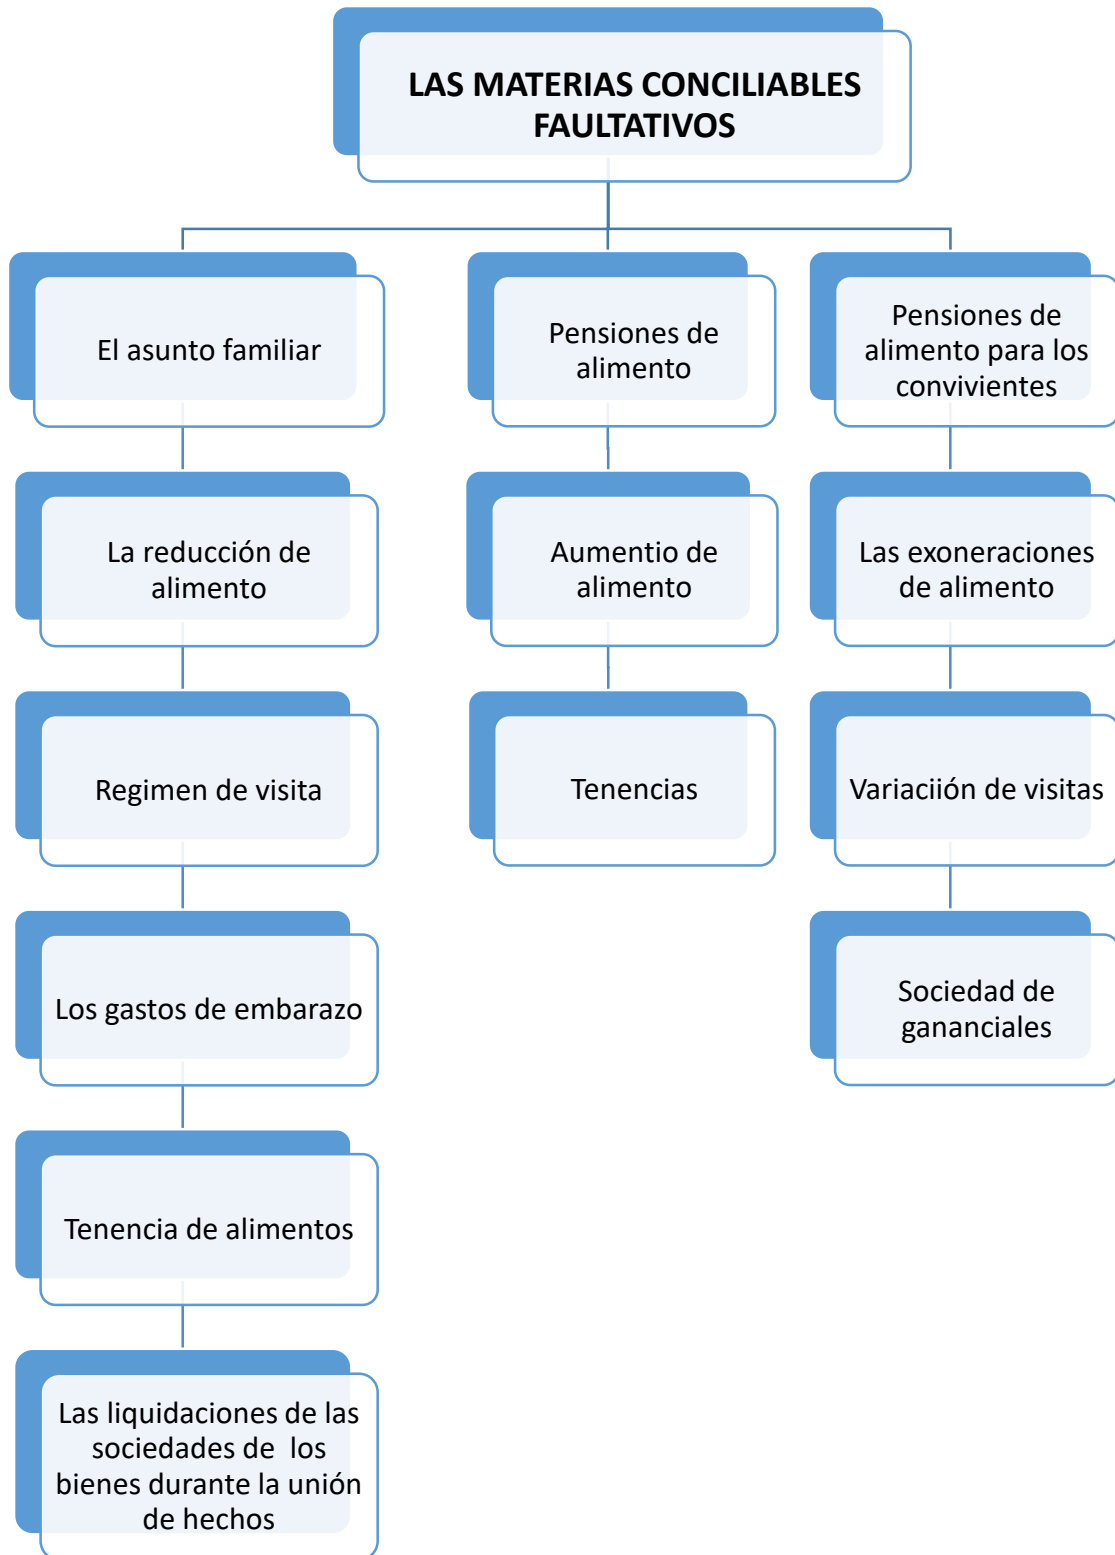 LAS MATERIAS CONCILIABLES
FAULTATIVOS
El asunto familiar
Pensiones de
alimento
Pensiones de
alimento para los
convivientes
La reducción de
alimento
Aumentio de
alimento
Las exoneraciones
de alimento
Regimen de visita
Tenencias
Variaciión de visitas
Los gastos de embarazo
Sociedad de
gananciales
Tenencia de alimentos
Las liquidaciones de las
sociedades de los
bienes durante la unión
de hechos